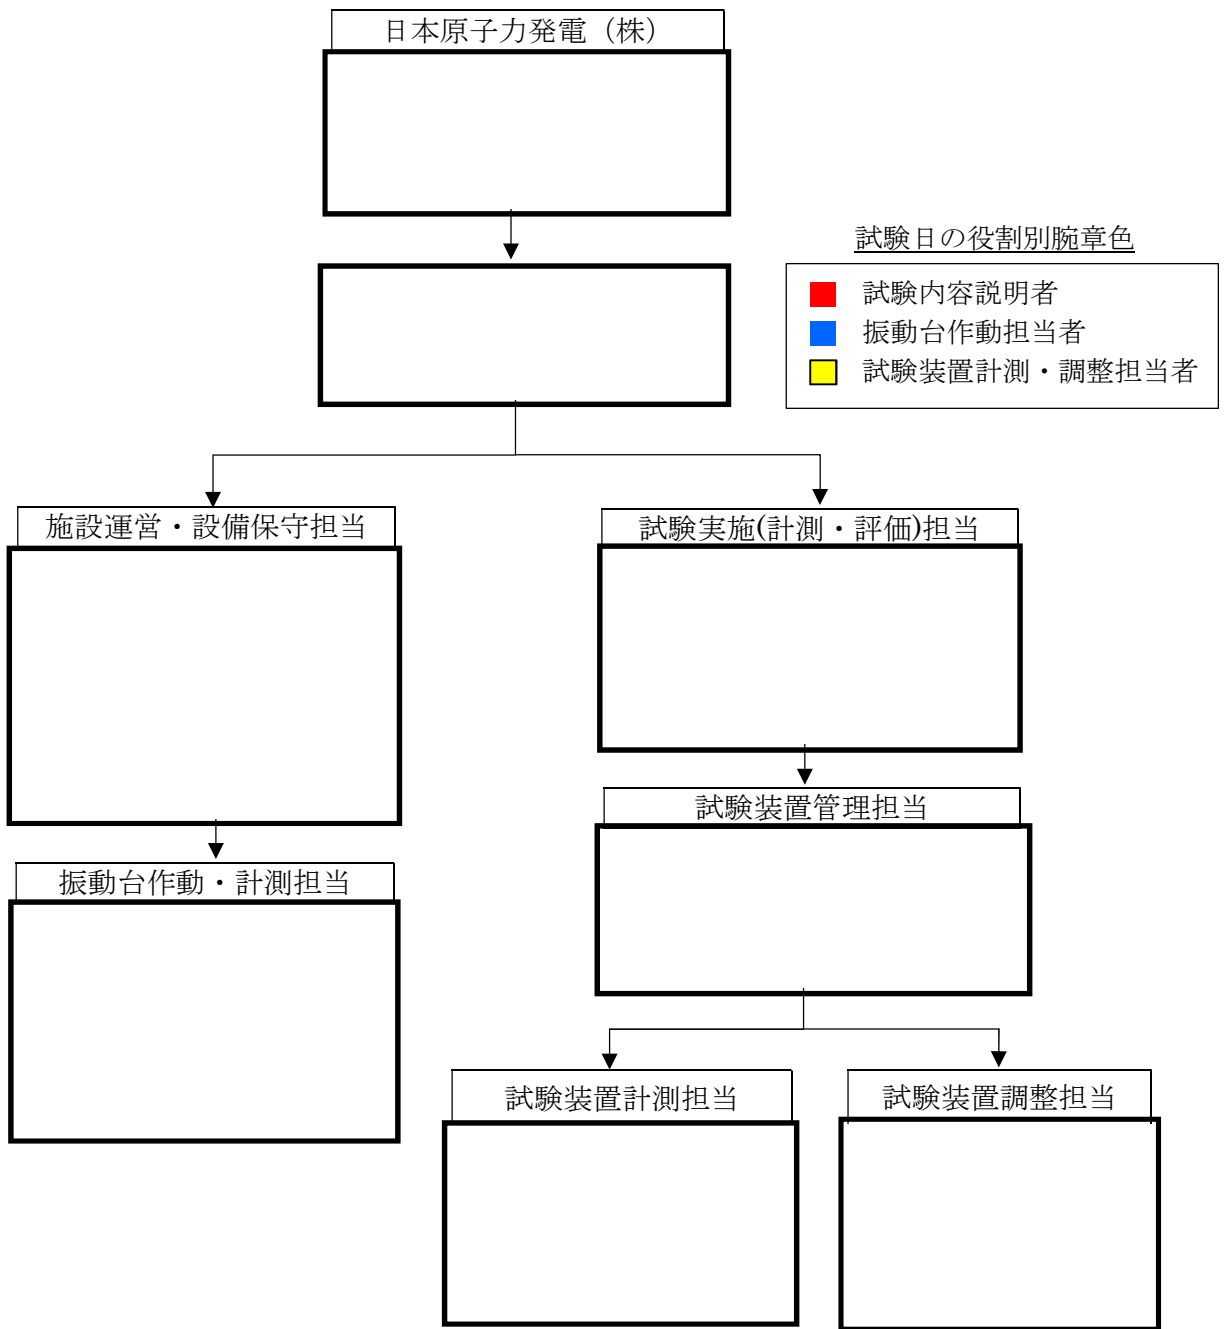 日本原子力発電（株）
試験日の役割別腕章色
試験内容説明者
振動台作動担当者
試験装置計測・調整担当者
施設運営・設備保守担当
試験実施(計測・評価)担当
試験装置管理担当
振動台作動・計測担当
試験装置計測担当
試験装置調整担当